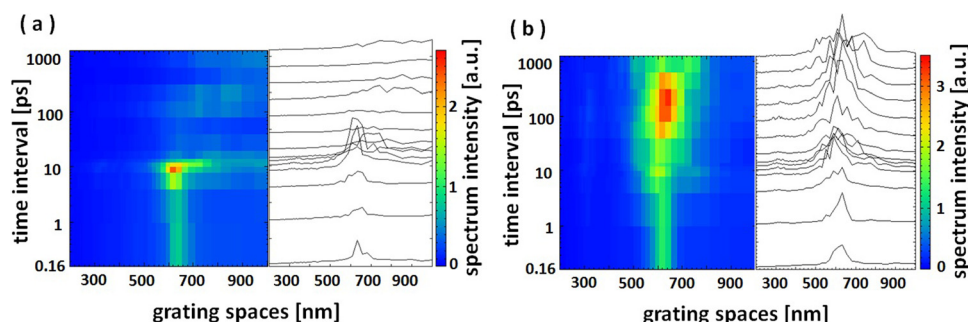 ( a )
time interval [ps]
1000
100
10
1
0.16
300 500 700 900
500 700 900
grating spaces [nm]
2
1
0
spectrum intensity [a.u.]
( b )
time interval [ps]
1000
100
10
1
0.16
300 500 700 900
500 700 900
grating spaces [nm]
3
2
1
0
spectrum intensity [a.u.]